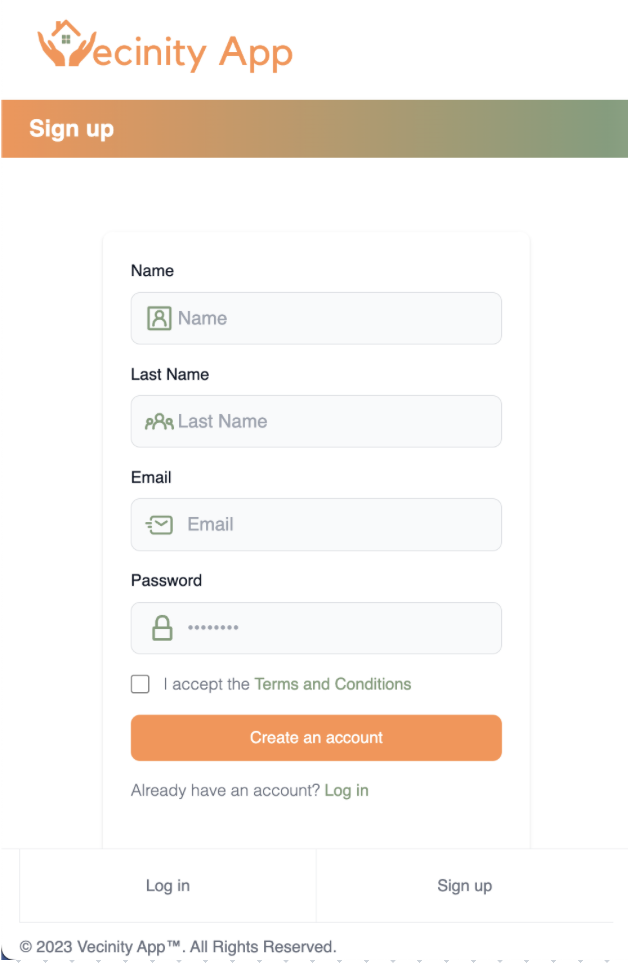 Vecinity App
Sign up
Name
Name
Last Name
Last Name
Email
Email
Password
••••••••
I accept the Terms and Conditions
Create an account
Already have an account? Log in
Log in
Sign up
© 2023 Vecinity App™. All Rights Reserved.